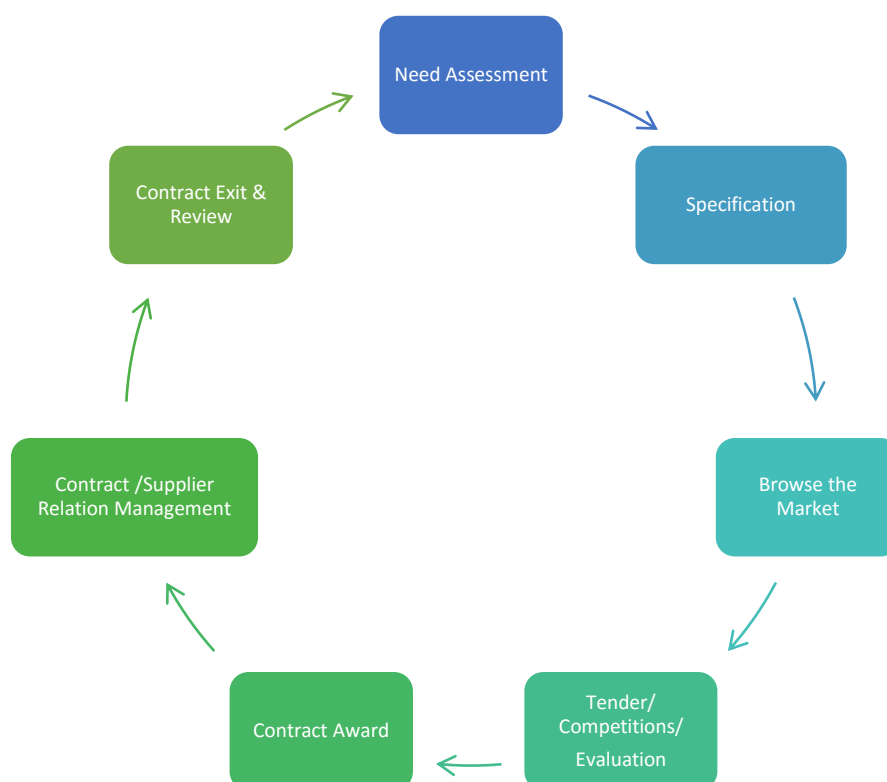 Need Assessment
Specification
Browse the
Market
Tender/
Competitions/
Evaluation
Contract Award
Contract /Supplier
Relation Management
Contract Exit &
Review